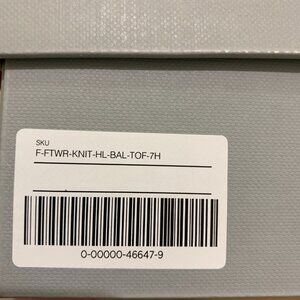 SKU
F-FTWR-KNIT-HL-BAL-TOF-7H
0-00000-46647-9